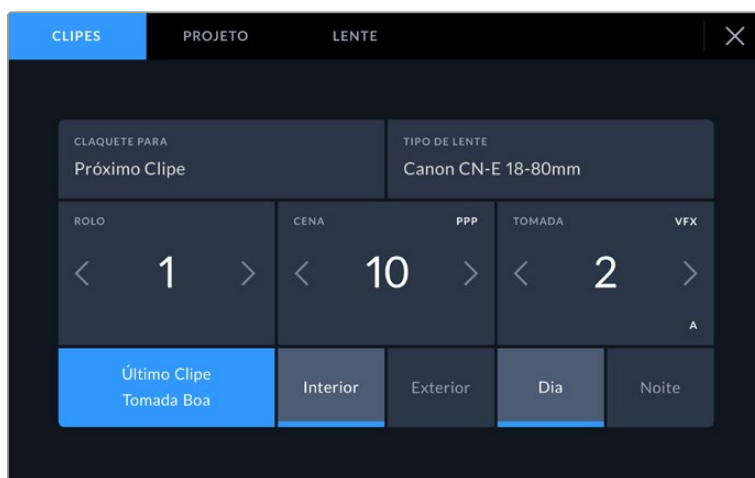 CLIPES PROJETO LENTE
CLAQUETE PARA TIPO DE LENTE
Próximo Clipe Canon CN-E 18-80mm
ROLO CENA PPP TOMADA VFX
1 10 2
A
Último Clipe
Tomada Boa
Interior Exterior Dia Noite